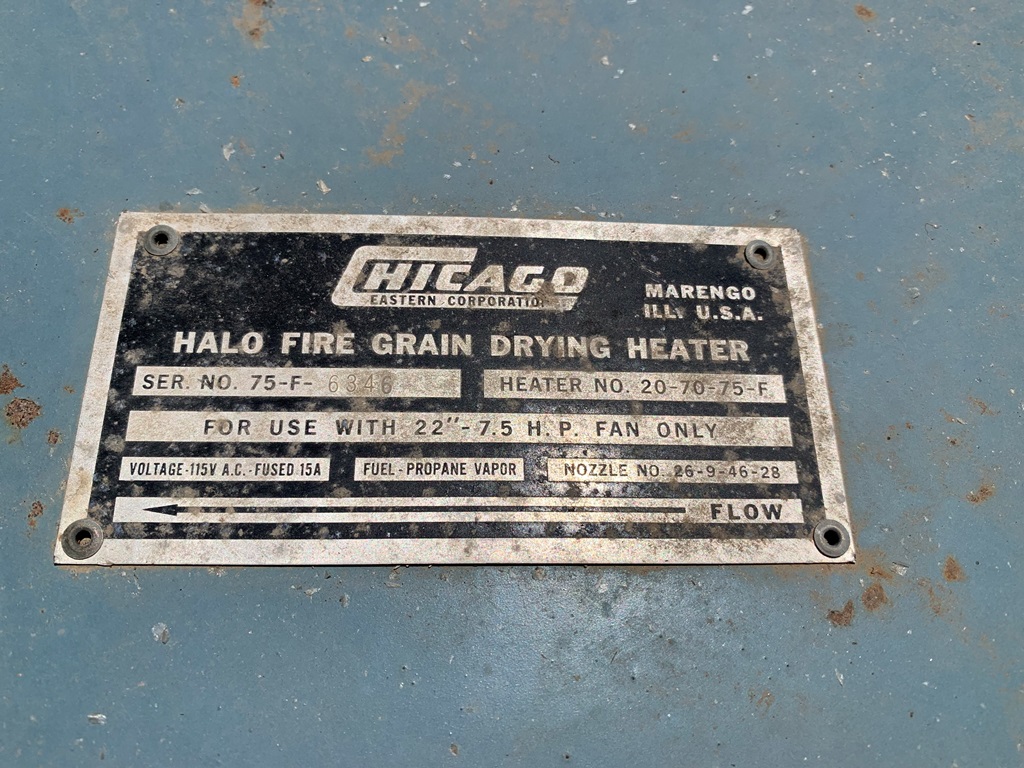 CHICAGO
EASTERN CORPORATION
MARENGO
ILL. U.S.A.
HALO FIRE GRAIN DRYING HEATER
SER. NO. 75-F- 6346
HEATER NO. 20-70-75-F
FOR USE WITH 22"-7.5 H.P. FAN ONLY
VOLTAGE-115V A.C.-FUSED 15A
FUEL-PROPANE VAPOR
NOZZLE NO. 26-9-46-28
FLOW